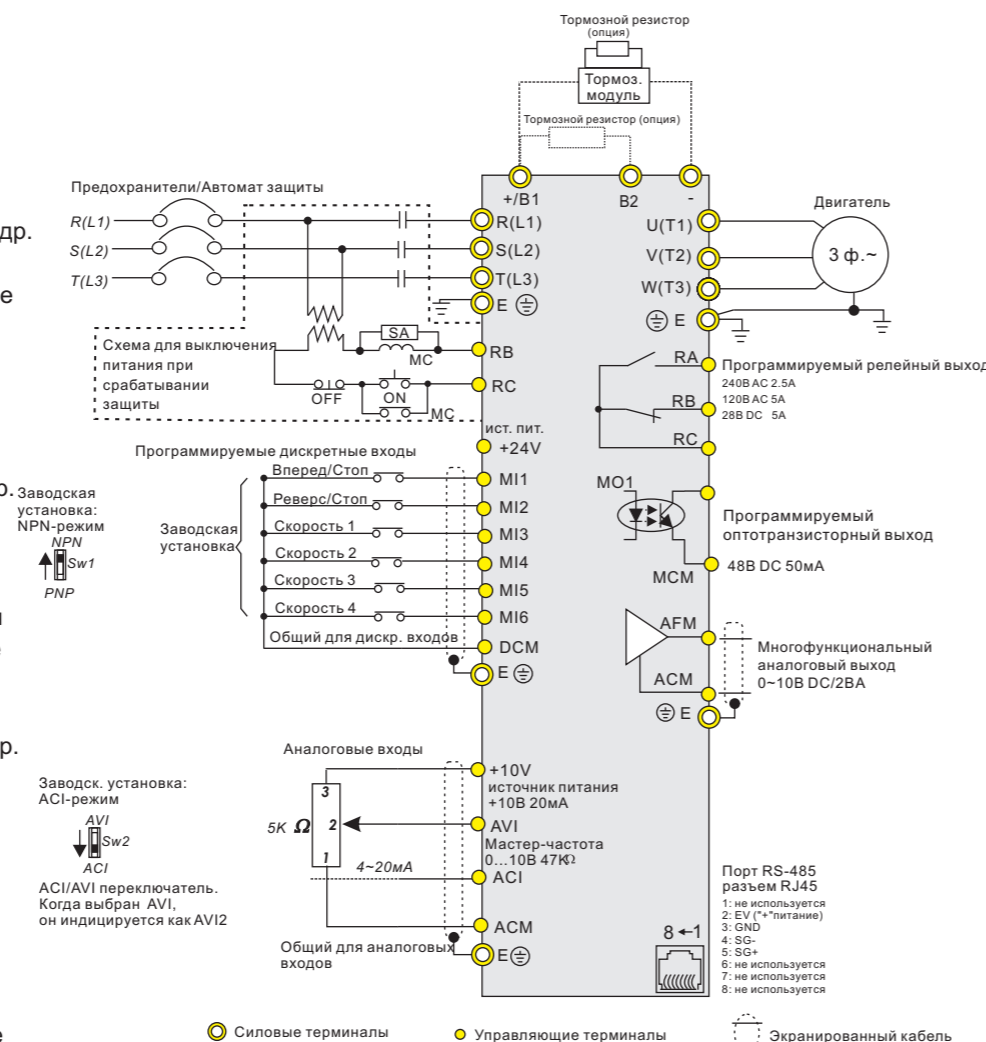 Тормозной резистор
(опция)
Тормоз.
модуль
Тормозной резистор (опция)
Предохранители/Автомат защиты
+/B1
B2
-
Двигатель
R(L1)
R(L1)
U(T1)
др.
S(L2)
S(L2)
V(T2)
3 ф.~
T(L3)
T(L3)
W(T3)
е
E
E
Схема для выключения
питания при
срабатывании
защиты
SA
MC
RB
OFF
ON
MC
RC
RA
Программируемый релейный выход
240В AC 2.5A
120В AC 5A
28В DC 5A
RB
RC
ист. пит.
+24V
Программируемые дискретные входы
Вперед/Стоп
MI1
Реверс/Стоп
MI2
Скорость 1
MI3
Скорость 2
MI4
Скорость 3
MI5
Скорость 4
MI6
Общий для дискр. входов
DCM
E
Заводская
установка
р.
Заводская
установка:
NPN-режим
NPN
Sw1
PNP
е
MO1
Программируемый
оптотранзисторный выход
MCM
48В DC 50мА
AFM
Многофункциональный
аналоговый выход
0~10В DC/2ВА
ACM
E
р.
Аналоговые входы
+10V
источник питания
+10В 20мА
3
5K Ω
2
1
AVI
Мастер-частота
0...10В 47KΩ
4~20мА
ACI
ACM
Общий для аналоговых
входов
E
Заводск. установка:
ACI-режим
AVI
Sw2
ACI
ACI/AVI переключатель.
Когда выбран AVI,
он индицируется как AVI2
8←1
Порт RS-485
разъем RJ45
1: не используется
2: EV ("+"питание)
3: GND
4: SG-
5: SG+
6: не используется
7: не используется
8: не используется
е
Силовые терминалы
Управляющие терминалы
Экранированный кабель